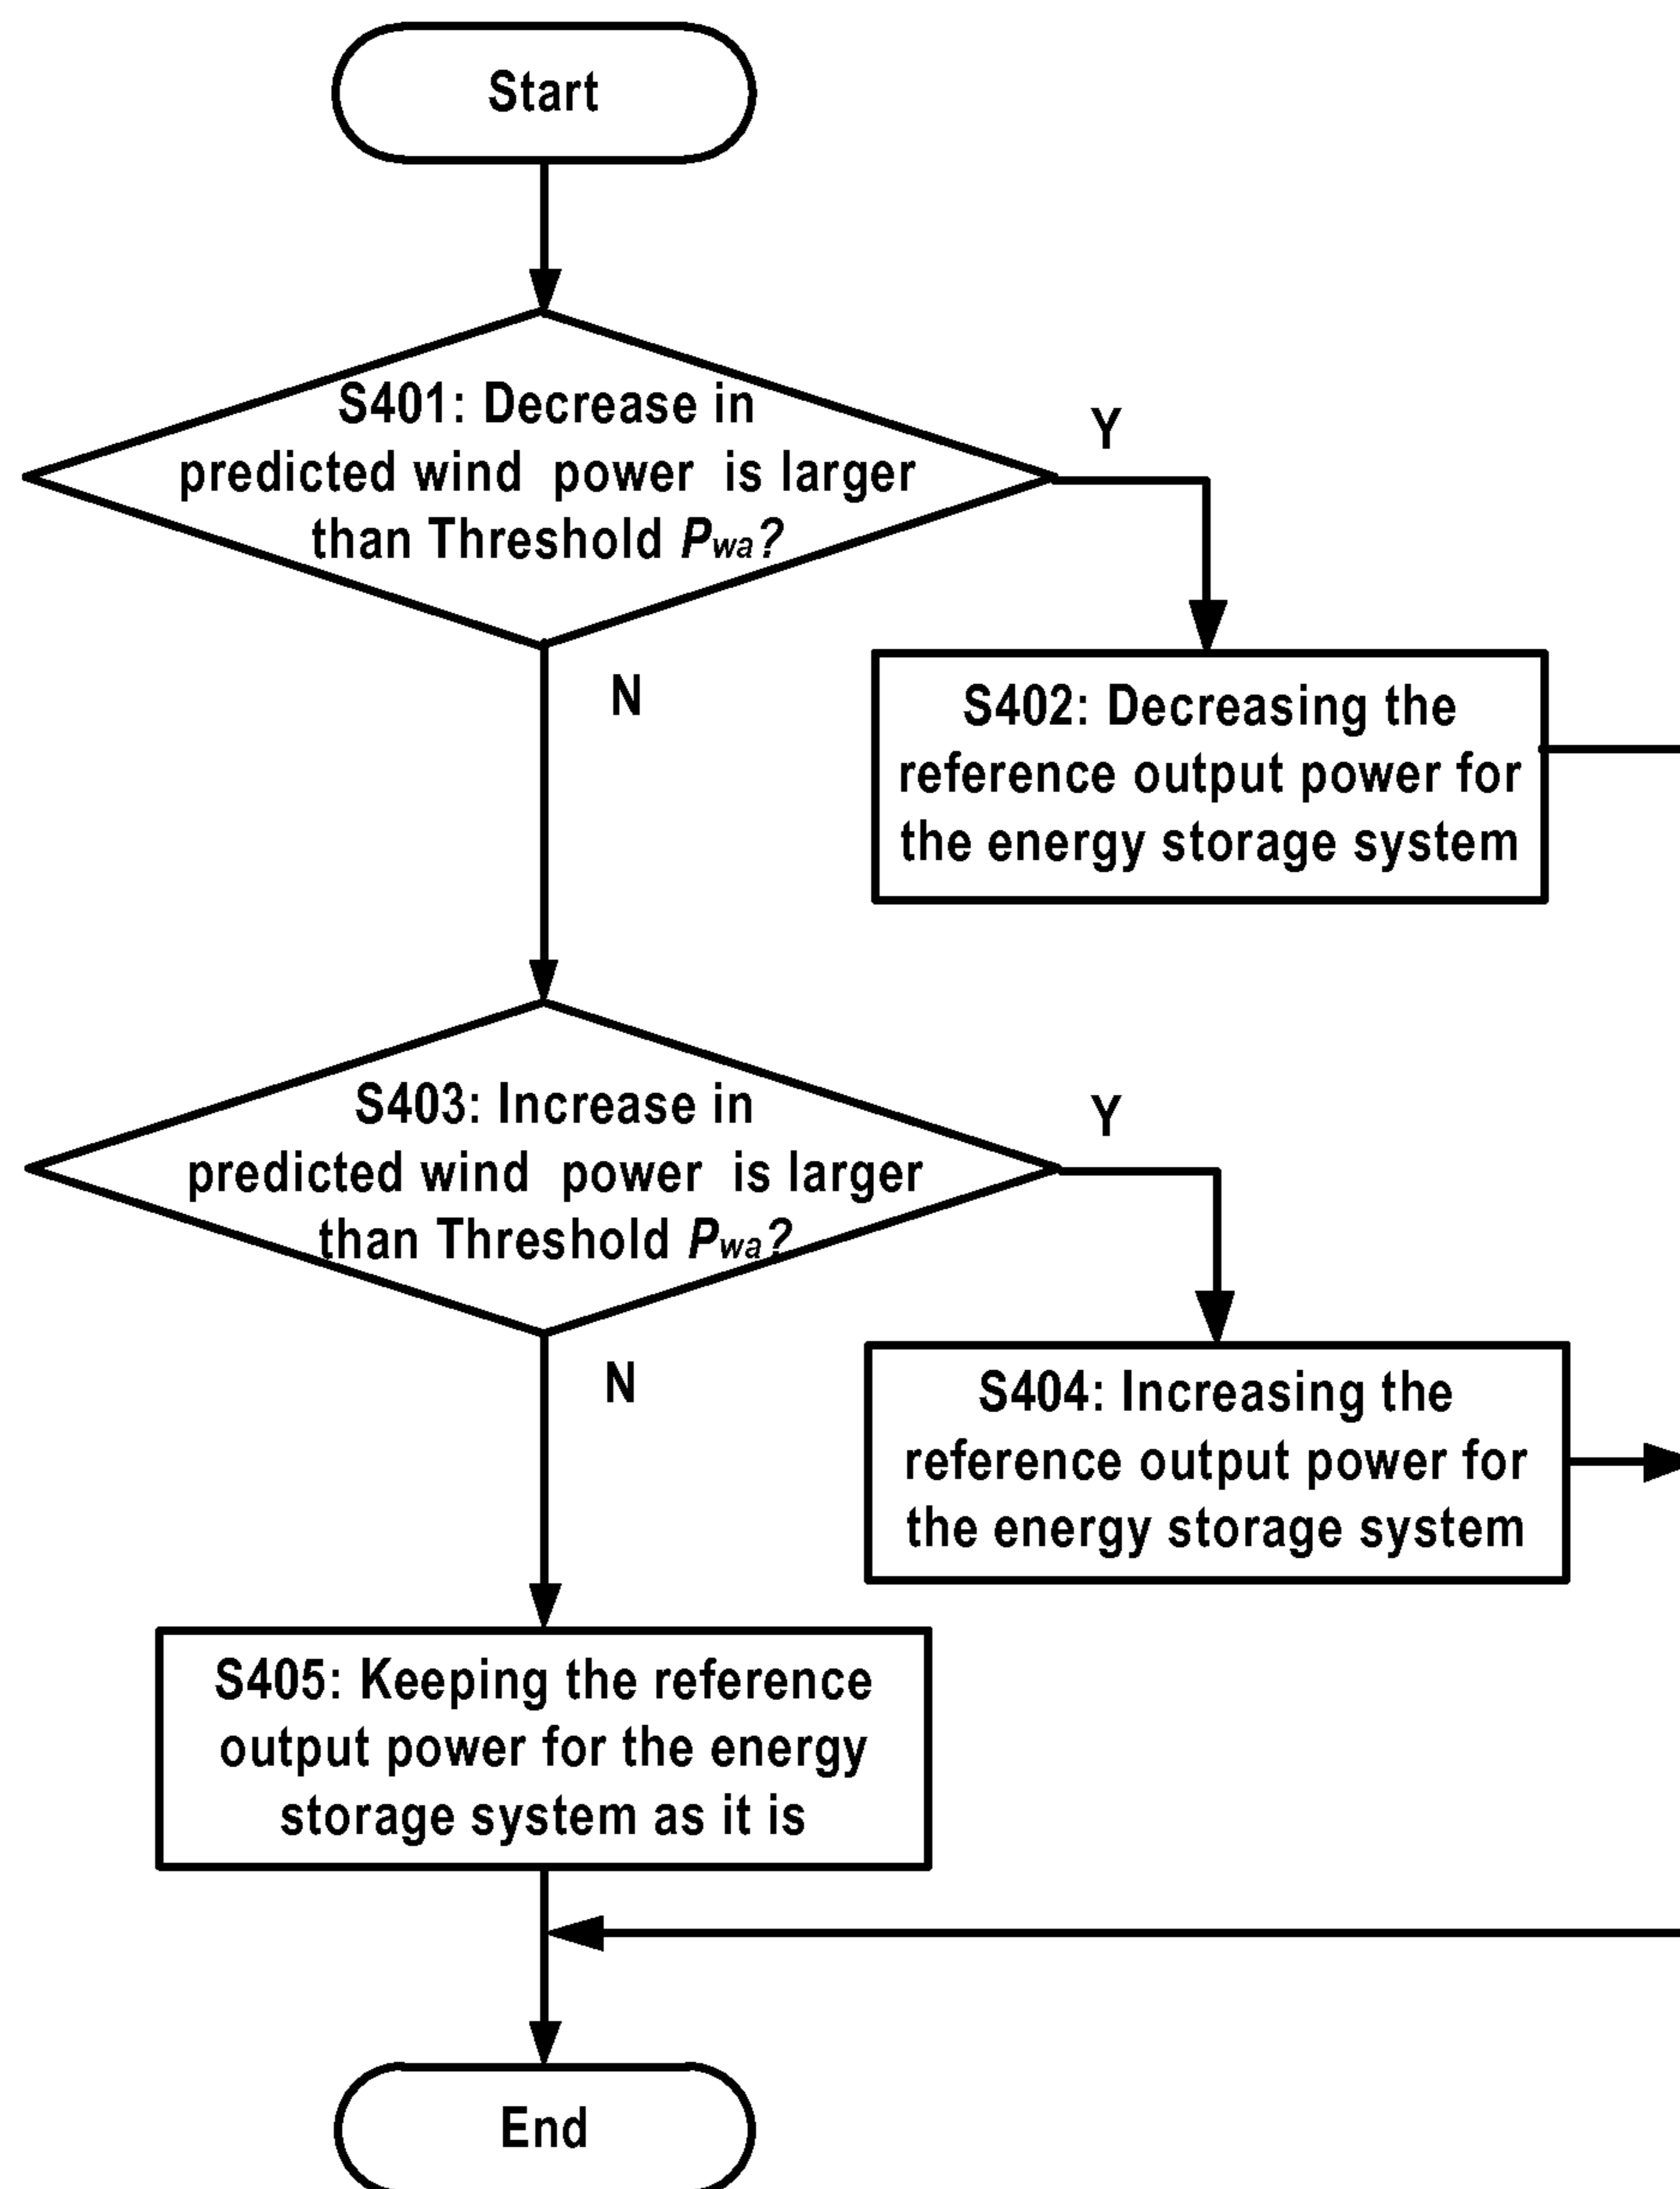 Start
S401: Decrease in
predicted wind power is larger
than Threshold Pwa?
Y
N
S402: Decreasing the
reference output power for
the energy storage system
S403: Increase in
predicted wind power is larger
than Threshold Pwa?
Y
N
S404: Increasing the
reference output power for
the energy storage system
S405: Keeping the reference
output power for the energy
storage system as it is
End